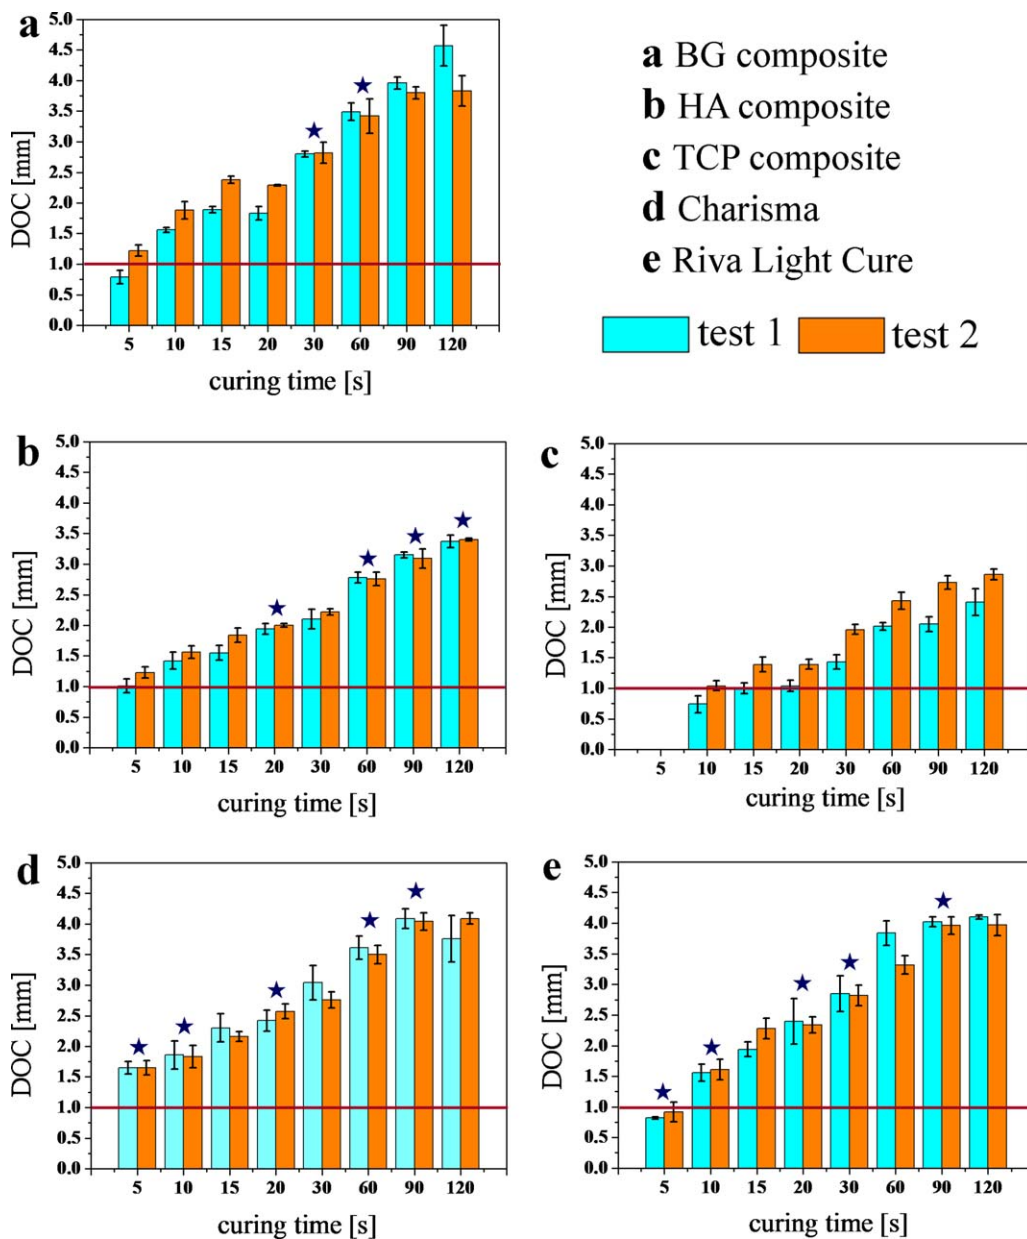 a
5.0
4.5
4.0
3.5
3.0
2.5
2.0
1.5
1.0
0.5
0.0
DOC [mm]
5 10 15 20 30 60 90 120
curing time [s]
a BG composite
b HA composite
c TCP composite
d Charisma
e Riva Light Cure
test 1 test 2
b
5.0
4.5
4.0
3.5
3.0
2.5
2.0
1.5
1.0
0.5
0.0
DOC [mm]
5 10 15 20 30 60 90 120
curing time [s]
c
5.0
4.5
4.0
3.5
3.0
2.5
2.0
1.5
1.0
0.5
0.0
DOC [mm]
5 10 15 20 30 60 90 120
curing time [s]
d
5.0
4.5
4.0
3.5
3.0
2.5
2.0
1.5
1.0
0.5
0.0
DOC [mm]
5 10 15 20 30 60 90 120
curing time [s]
e
5.0
4.5
4.0
3.5
3.0
2.5
2.0
1.5
1.0
0.5
0.0
DOC [mm]
5 10 15 20 30 60 90 120
curing time [s]